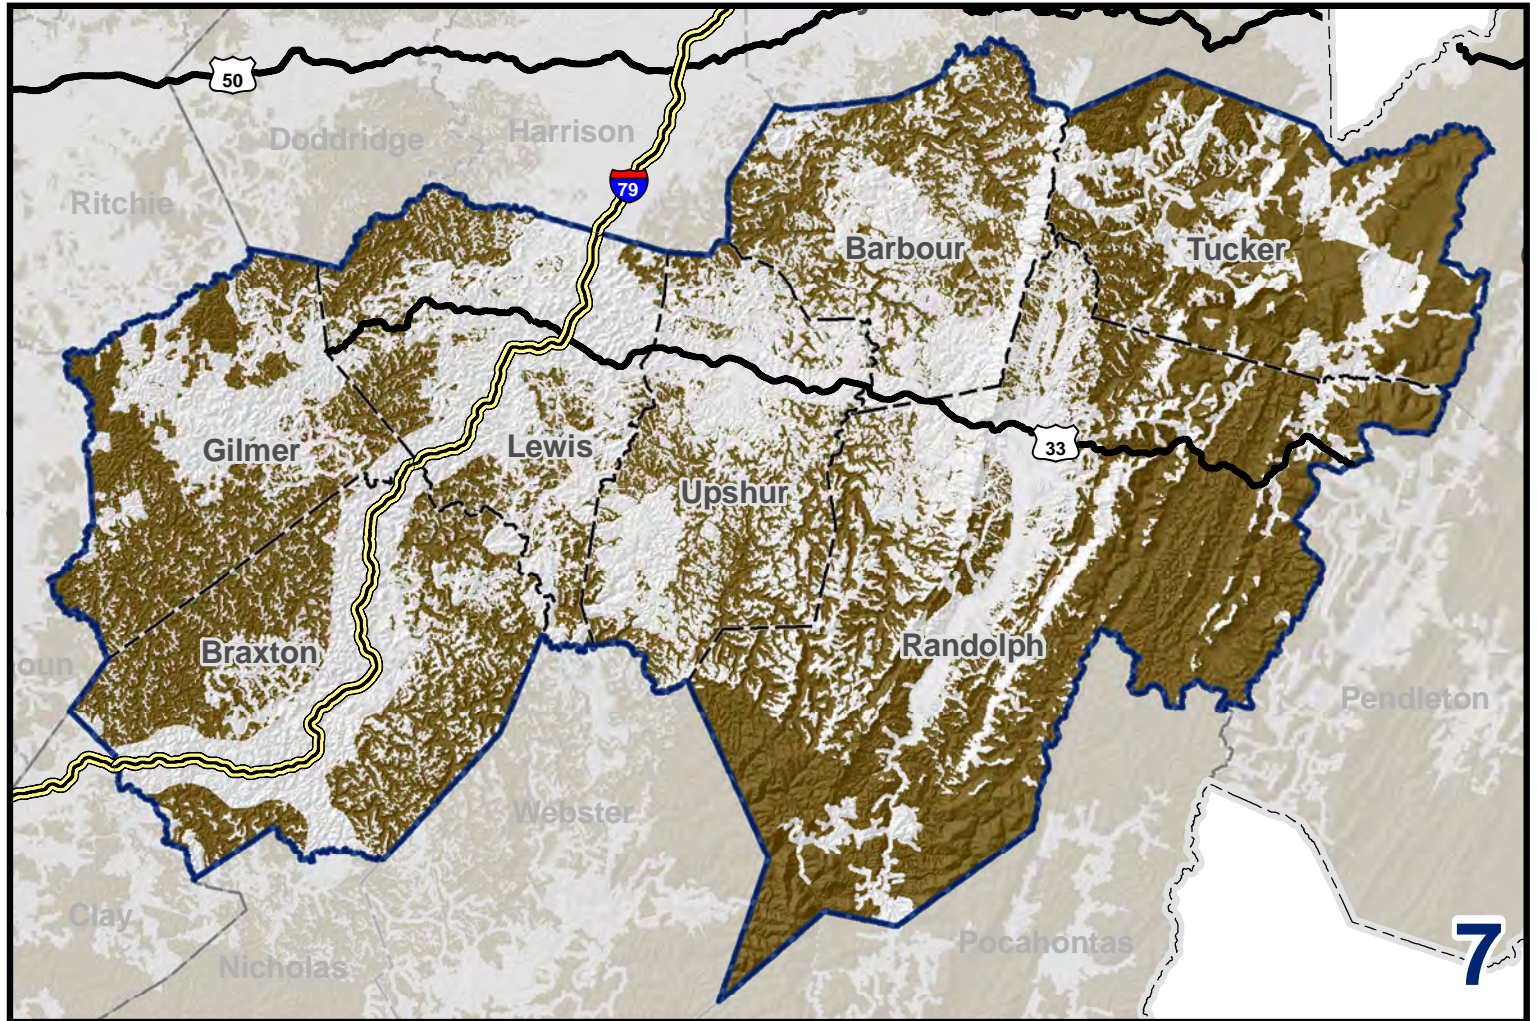 50
Doddridge
Harrison
79
Ritchie
Barbour
Tucker
Gilmer
Lewis
33
Upshur
Braxton
Randolph
oun
Pendleton
Webster
Clay
Pocahontas
Nicholas
7